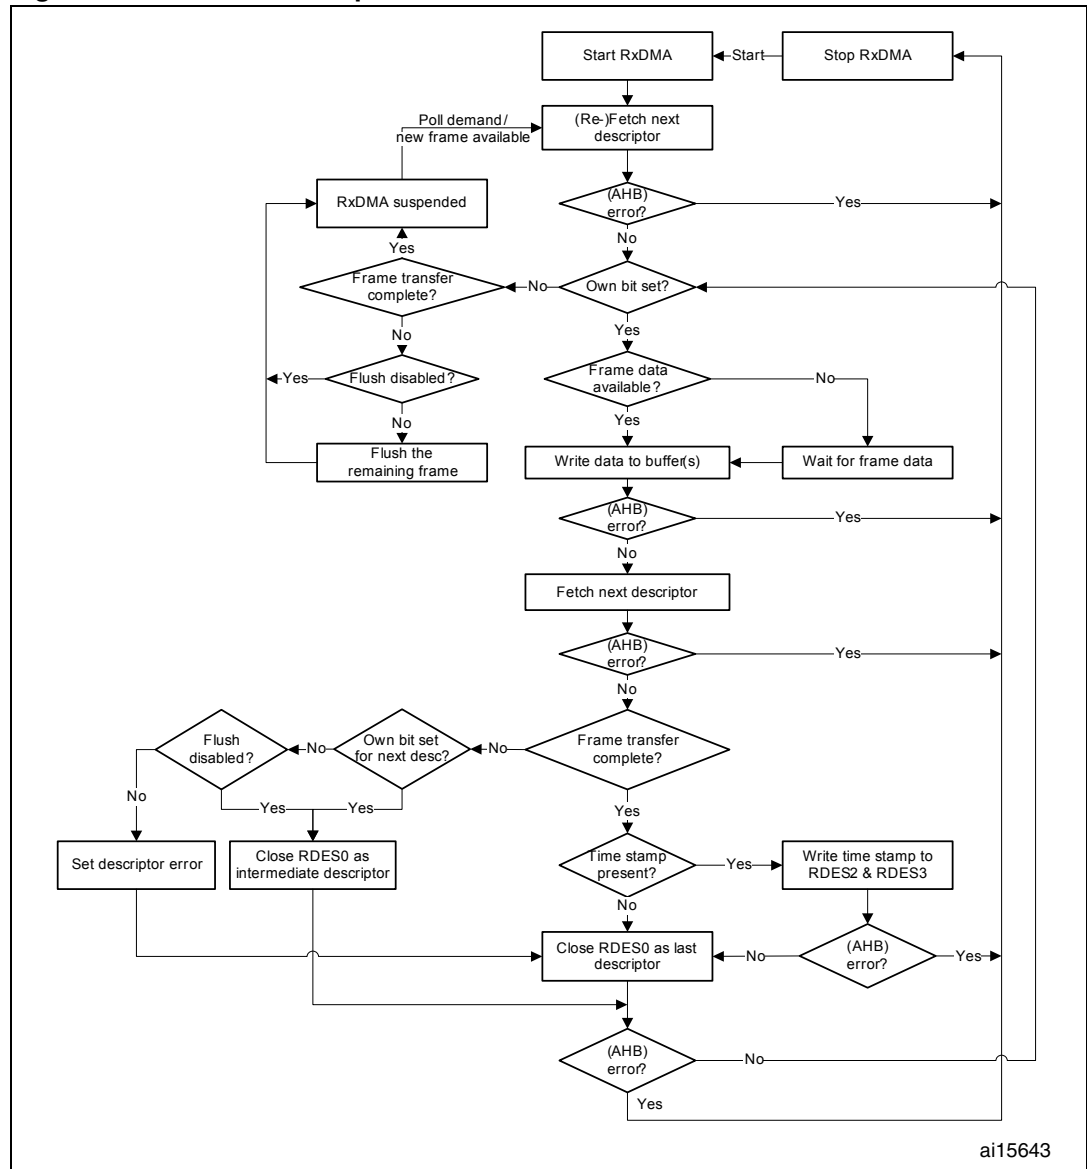 Start RxDMA
Start
Stop RxDMA
Poll demand/
new frame available
(Re-)Fetch next
descriptor
RxDMA suspended
(AHB)
error?
Yes
Yes
No
Frame transfer
complete?
No
Own bit set?
No
Yes
Yes
Flush disabled?
Frame data
available?
No
No
Yes
Flush the
remaining frame
Write data to buffer(s)
Wait for frame data
(AHB)
error?
Yes
No
Fetch next descriptor
(AHB)
error?
Yes
No
Flush
disabled?
No
Own bit set
for next desc?
No
Frame transfer
complete?
No
Yes
Yes
Yes
Set descriptor error
Close RDES0 as
intermediate descriptor
Time stamp
present?
Yes
Write time stamp to
RDES2 & RDES3
No
Close RDES0 as last
descriptor
No
(AHB)
error?
Yes
(AHB)
error?
No
Yes
ai15643